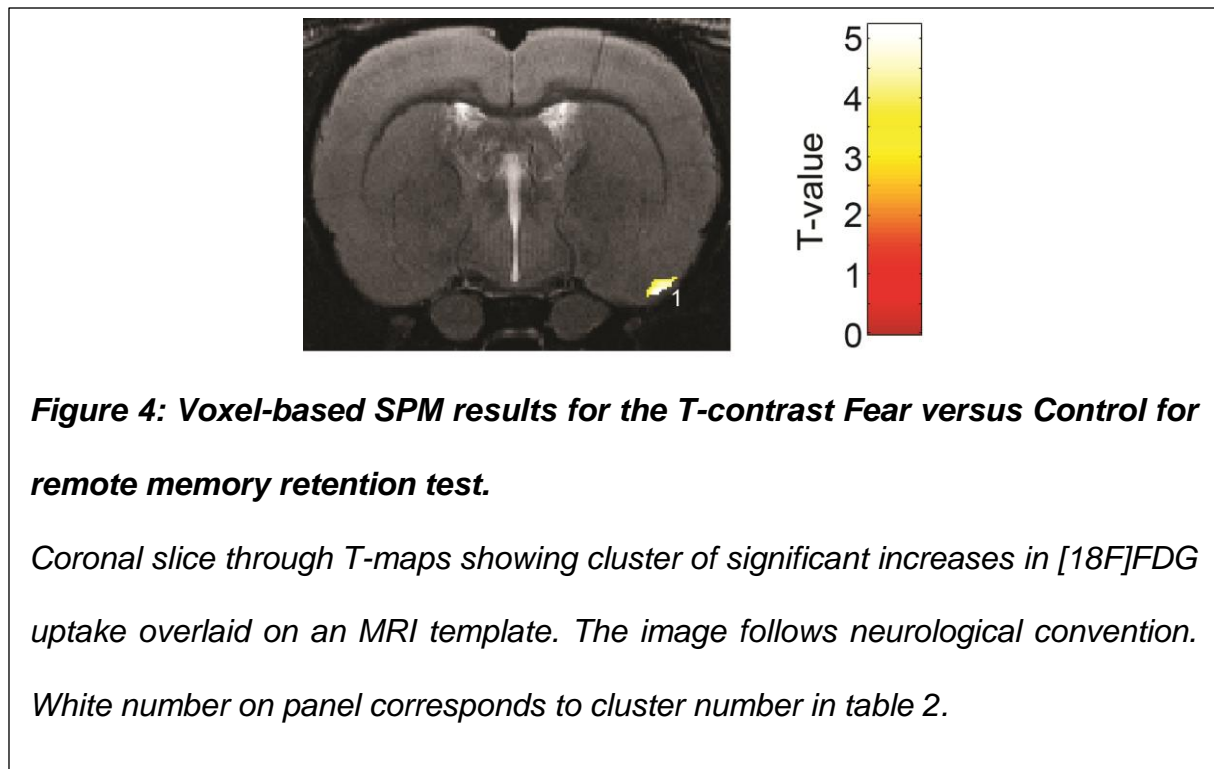 5
4
3
2
1
0
T-value
1
Figure 4: Voxel-based SPM results for the T-contrast Fear versus Control for
remote memory retention test.
Coronal slice through T-maps showing cluster of significant increases in [18F]FDG
uptake overlaid on an MRI template. The image follows neurological convention.
White number on panel corresponds to cluster number in table 2.